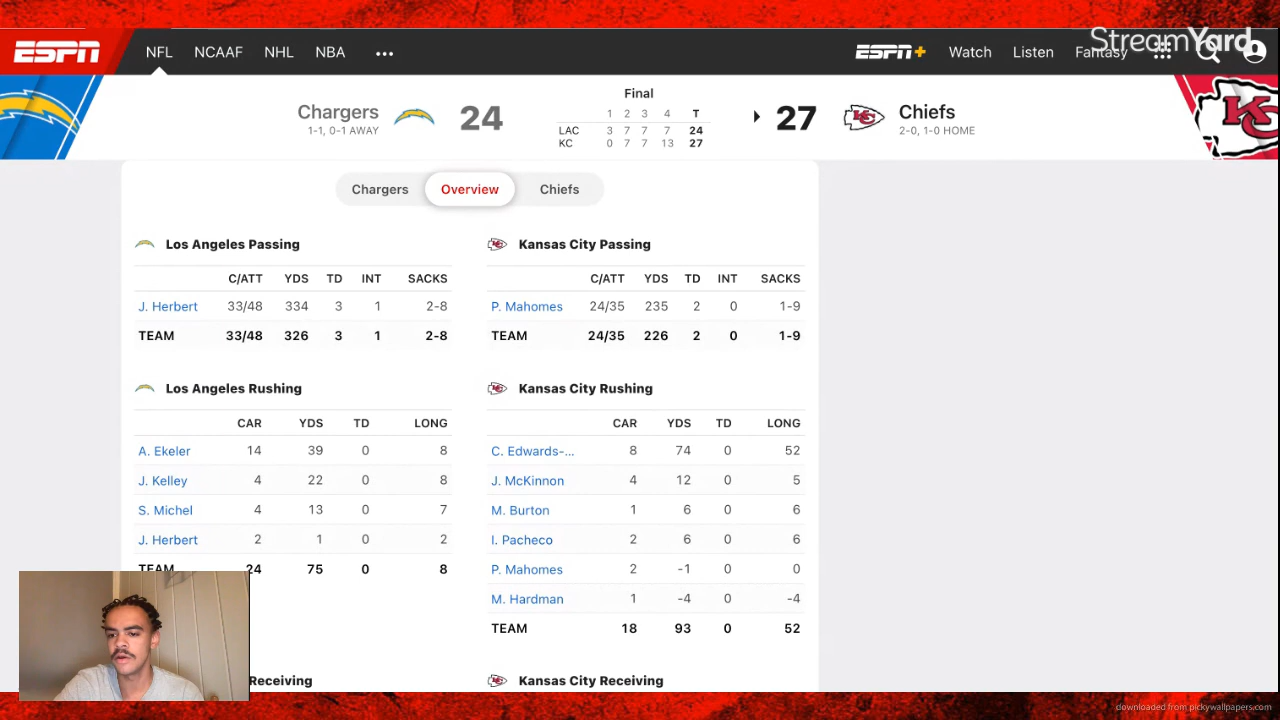 StreamYard
ESPN NFL NCAAF NHL NBA ... ESPN+ Watch Listen Fantasy
Final
Chargers 24 27 Chiefs
1-1, 0-1 AWAY 2-0, 1-0 HOME
1 2 3 4 T
LAC 3 7 7 7 24
KC 0 7 7 13 27
KC
KC
Chargers Overview Chiefs
Los Angeles Passing
C/ATT YDS TD INT SACKS
J. Herbert 33/48 334 3 1 2-8
TEAM 33/48 326 3 1 2-8
Kansas City Passing
C/ATT YDS TD INT SACKS
P. Mahomes 24/35 235 2 0 1-9
TEAM 24/35 226 2 0 1-9
Los Angeles Rushing
CAR YDS TD LONG
A. Ekeler 14 39 0 8
J. Kelley 4 22 0 8
S. Michel 4 13 0 7
J. Herbert 2 1 0 2
TEAM 24 75 0 8
Kansas City Rushing
CAR YDS TD LONG
C. Edwards-... 8 74 0 52
J. McKinnon 4 12 0 5
M. Burton 1 6 0 6
I. Pacheco 2 6 0 6
P. Mahomes 2 -1 0 0
M. Hardman 1 -4 0 -4
TEAM 18 93 0 52
Receiving
Kansas City Receiving
downloaded from pickywallpapers.com